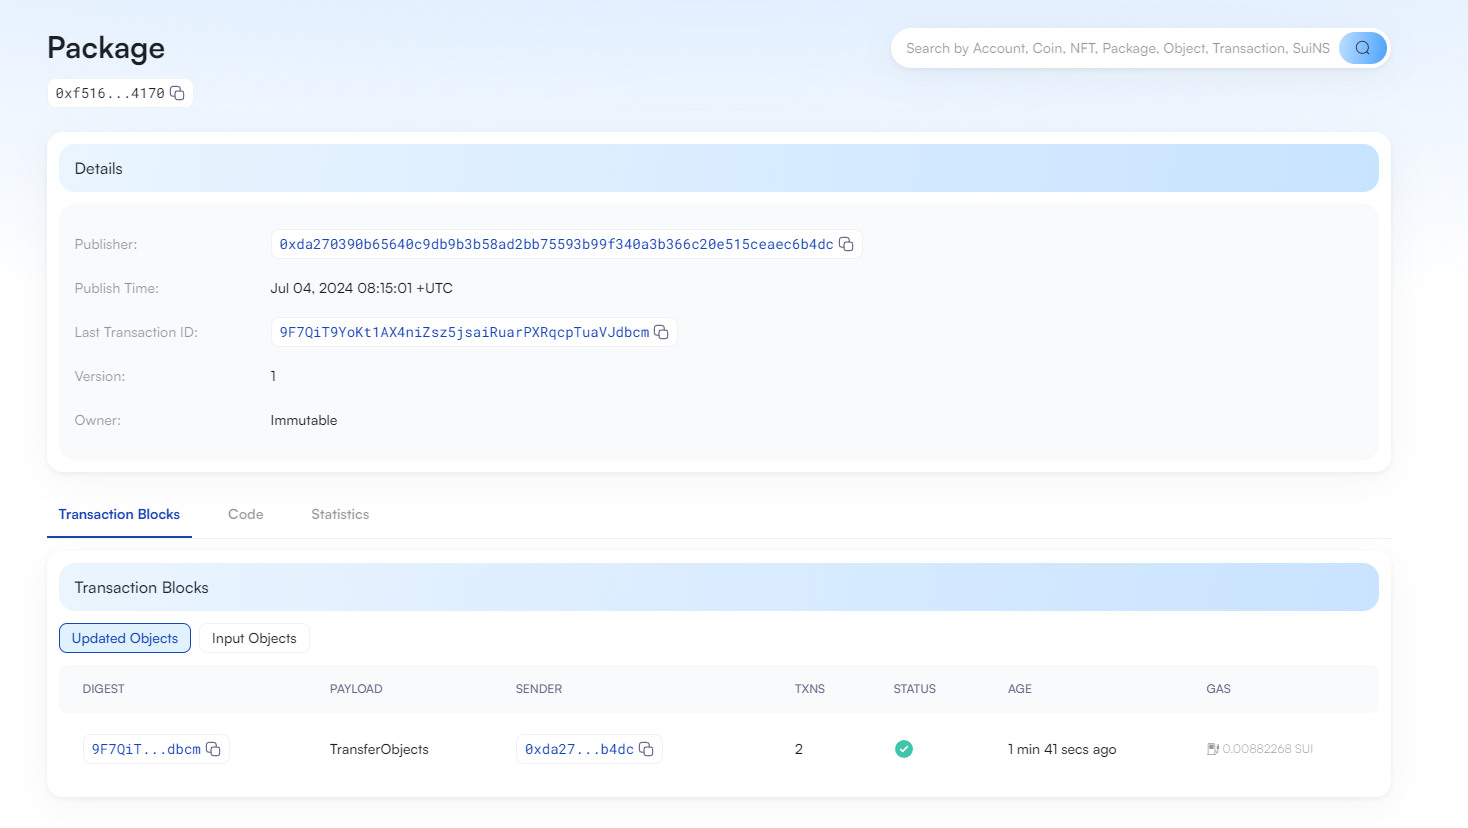 Package
Search by Account, Coin, NFT, Package, Object, Transaction, SuiNS
0xf516...4170
Details
Publisher: 0xda270390b65640c9db9b3b58ad2bb75593b99f340a3b366c20e515ceaec6b4dc
Publish Time: Jul 04, 2024 08:15:01 +UTC
Last Transaction ID: 9F7QiT9YoKt1AX4niZsz5jsaiRuarPXRqcpTuaVJdbcm
Version: 1
Owner: Immutable
Transaction Blocks Code Statistics
Transaction Blocks
Updated Objects Input Objects
DIGEST PAYLOAD SENDER TXNS STATUS AGE GAS
9F7QiT...dbcm TransferObjects 0xda27...b4dc 2 1 min 41 secs ago 0.00882268 SUI